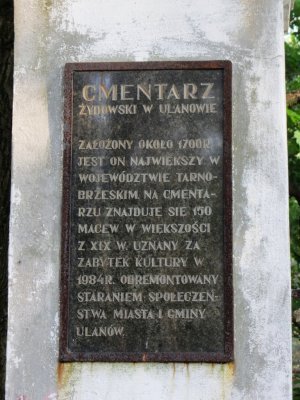 CMENTARZ
ŻYDOWSKI W ULANOWIE
ZAŁOŻONY OKOŁO 1700R.
JEST ON NAJWIĘKSZY W
WOJEWÓDZTWIE TARNO-
BRZESKIM. NA CMENTA-
RZU ZNAJDUJE SIĘ 150
MACEW W WIĘKSZOŚCI
Z XIX W. UZNANY ZA
ZABYTEK KULTURY W
1984R. ODREMONTOWANY
STARANIEM SPOŁECZEŃ-
STWA MIASTA I GMINY
ULANÓW.